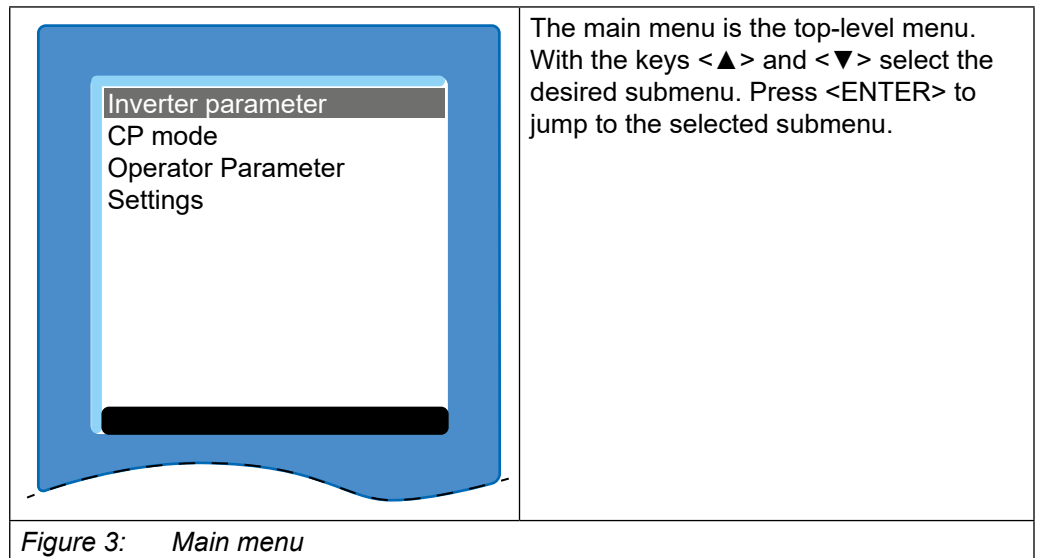 Inverter parameter
CP mode
Operator Parameter
Settings
The main menu is the top-level menu.
With the keys <▲> and <▼> select the
desired submenu. Press <ENTER> to
jump to the selected submenu.
Figure 3: Main menu